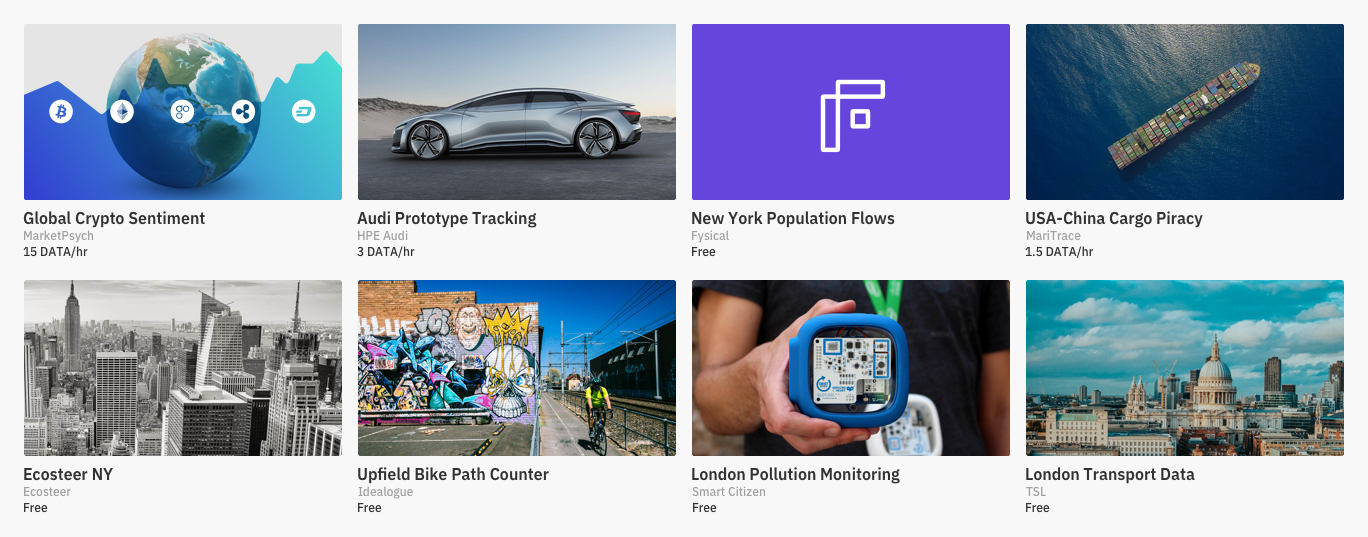 Global Crypto Sentiment
MarketPsych
15 DATA/hr
Audi Prototype Tracking
HPE Audi
3 DATA/hr
New York Population Flows
Fysical
Free
USA-China Cargo Piracy
MariTrace
1.5 DATA/hr
Ecosteer NY
Ecosteer
Free
Upfield Bike Path Counter
Idealogue
Free
London Pollution Monitoring
Smart Citizen
Free
London Transport Data
TSL
Free